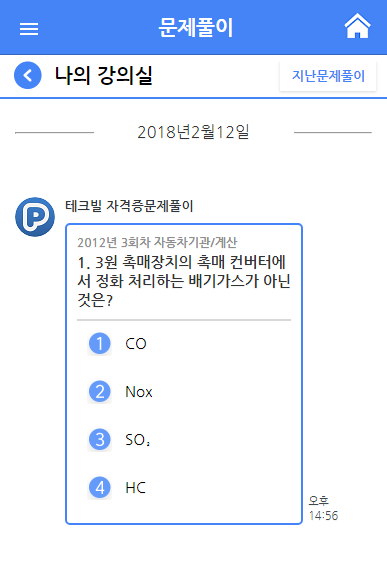 문제풀이
나의 강의실
지난문제풀이
2018년2월12일
P
테크빌 자격증문제풀이
2012년 3회차 자동차기관/계산
1. 3원 촉매장치의 촉매 컨버터에
서 정화 처리하는 배기가스가 아닌
것은?
1 CO
2 Nox
3 SO₂
4 HC
오후
14:56